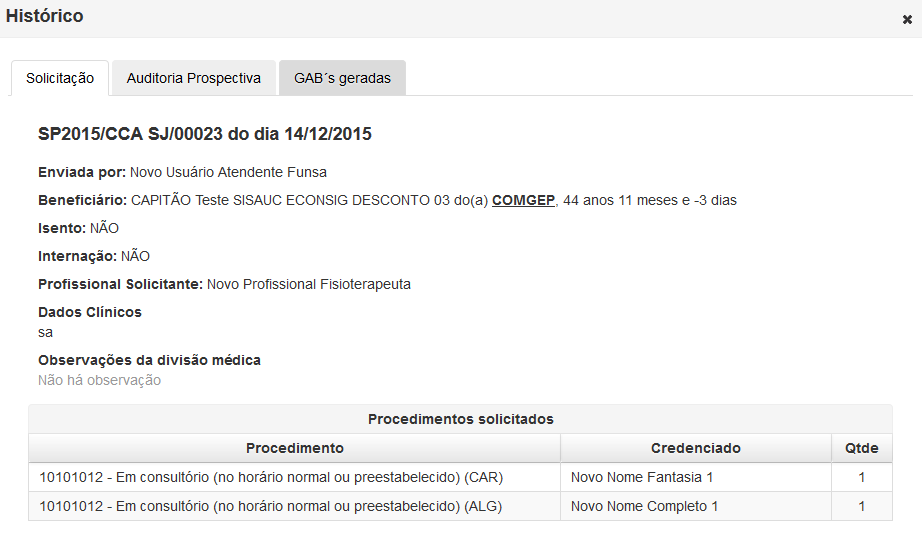 Histórico
Solicitação Auditoria Prospectiva GAB´s geradas
SP2015/CCA SJ/00023 do dia 14/12/2015
Enviada por: Novo Usuário Atendente Funsa
Beneficiário: CAPITÃO Teste SISAUC ECONSIG DESCONTO 03 do(a) COMGEP, 44 anos 11 meses e -3 dias
Isento: NÃO
Internação: NÃO
Profissional Solicitante: Novo Profissional Fisioterapeuta
Dados Clínicos
sa
Observações da divisão médica
Não há observação
Procedimentos solicitados
Procedimento Credenciado Qtde
10101012 - Em consultório (no horário normal ou preestabelecido) (CAR) Novo Nome Fantasia 1 1
10101012 - Em consultório (no horário normal ou preestabelecido) (ALG) Novo Nome Completo 1 1